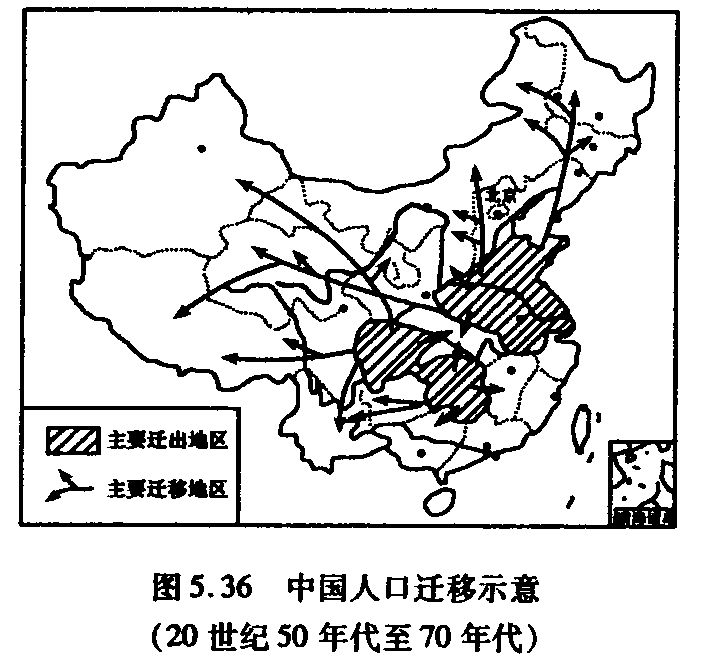 北京
主要迁出地区
主要迁移地区
图5.36 中国人口迁移示意
(20世纪50年代至70年代)